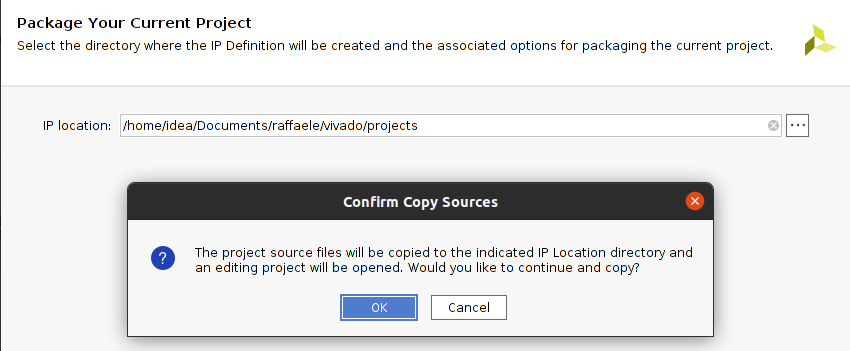 Package Your Current Project
Select the directory where the IP Definition will be created and the associated options for packaging the current project.
IP location: /home/idea/Documents/raffaele/vivado/projects
Confirm Copy Sources
The project source files will be copied to the indicated IP Location directory and
an editing project will be opened. Would you like to continue and copy?
OK Cancel